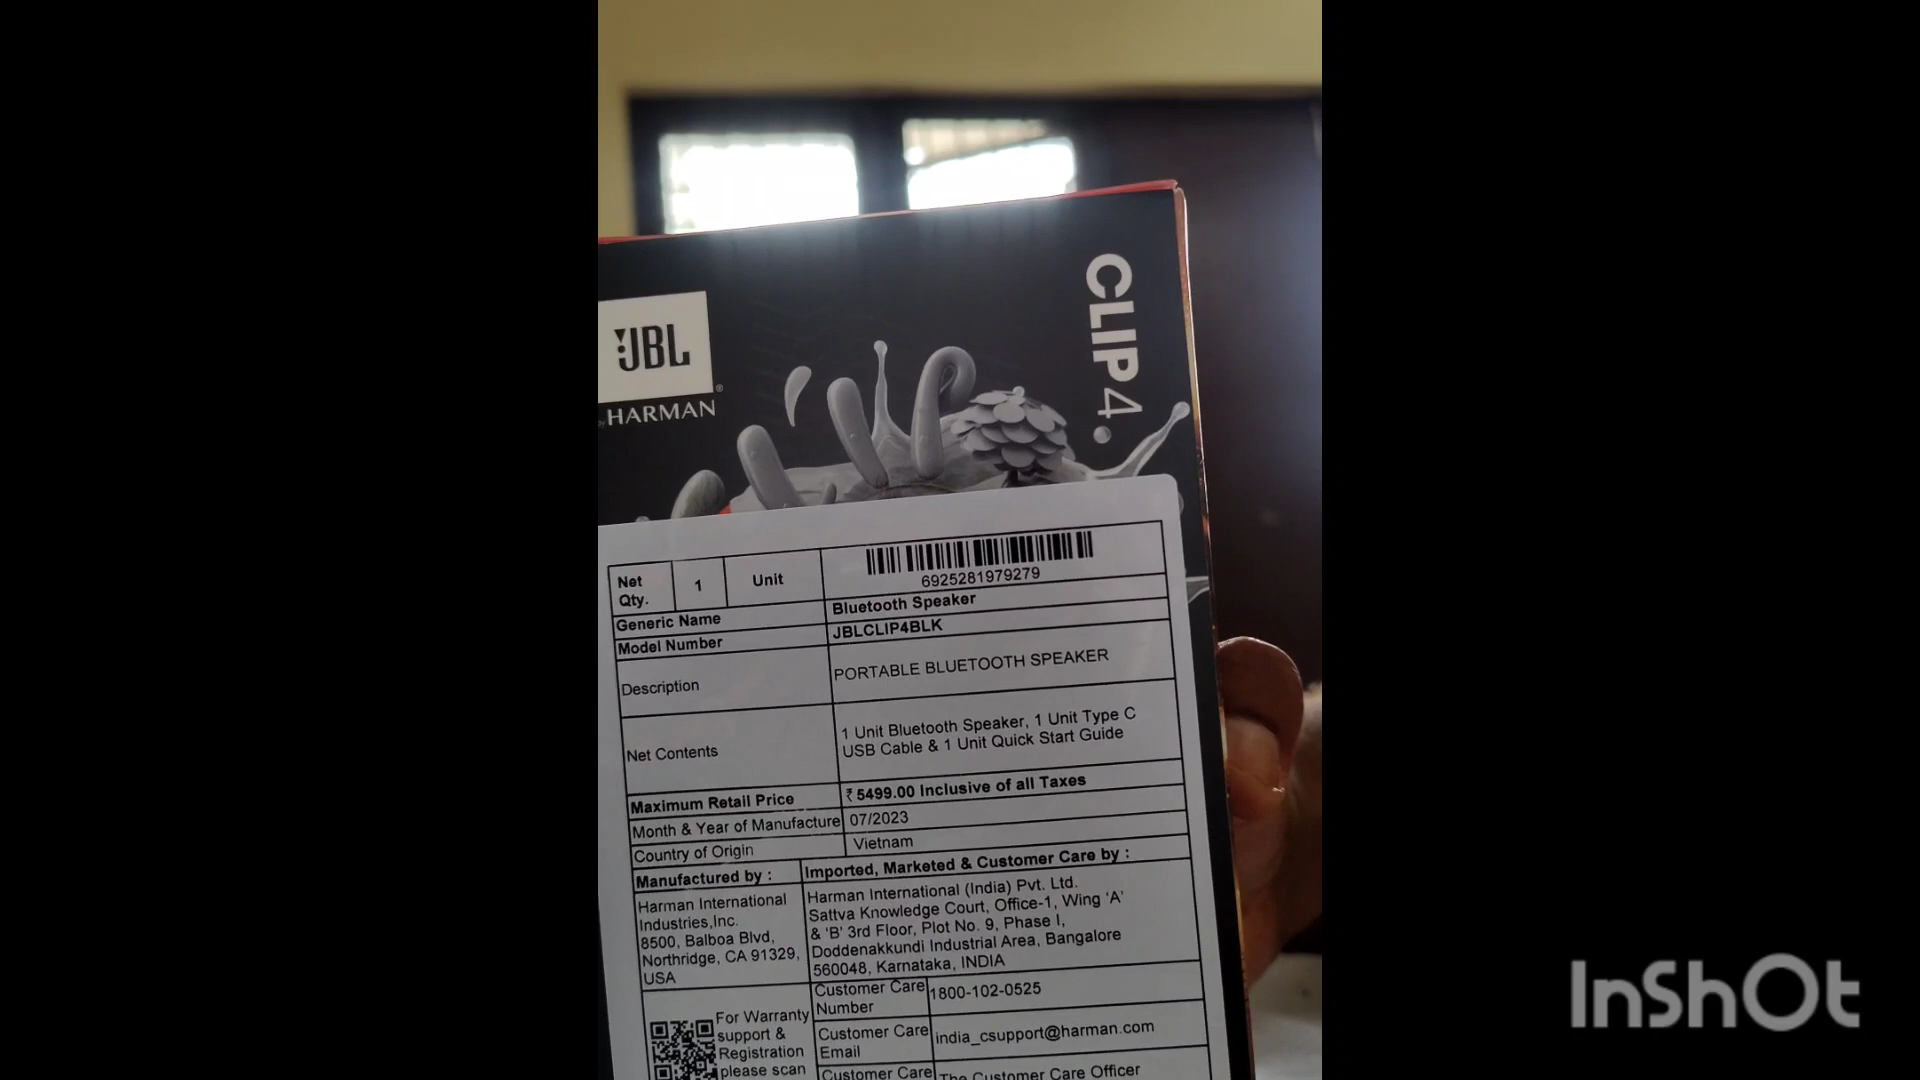 CLIP4
JBL
by HARMAN
Net Qty. 1 Unit
6925281979279
Generic Name Bluetooth Speaker
Model Number JBLCLIP4BLK
Description PORTABLE BLUETOOTH SPEAKER
Net Contents 1 Unit Bluetooth Speaker, 1 Unit Type C
USB Cable & 1 Unit Quick Start Guide
Maximum Retail Price ₹ 5499.00 Inclusive of all Taxes
Month & Year of Manufacture 07/2023
Country of Origin Vietnam
Manufactured by :
Harman International
Industries,Inc.
8500, Balboa Blvd,
Northridge, CA 91329,
USA
Imported, Marketed & Customer Care by :
Harman International (India) Pvt. Ltd.
Sattva Knowledge Court, Office-1, Wing 'A'
& 'B' 3rd Floor, Plot No. 9, Phase I,
Doddenakkundi Industrial Area, Bangalore
560048, Karnataka, INDIA
For Warranty
support &
Registration
please scan
Customer Care Number 1800-102-0525
Customer Care Email india_csupport@harman.com
Customer Care The Customer Care Officer
InShOt